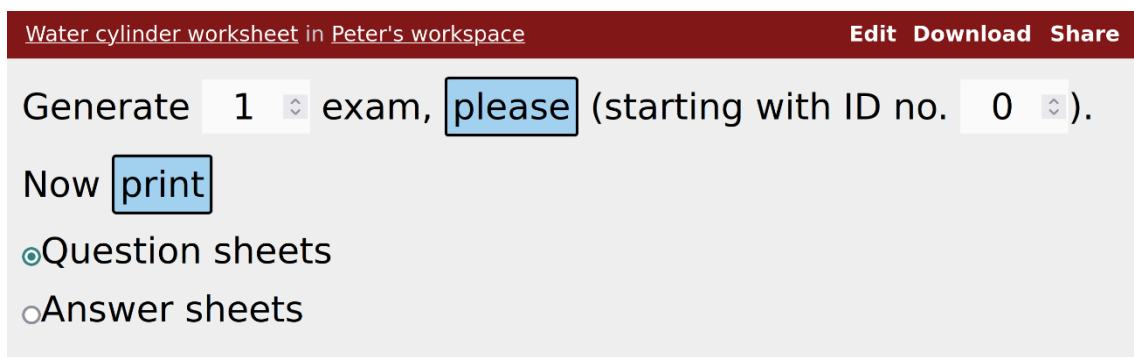 Water cylinder worksheet in Peter's workspace Edit Download Share
Generate 1 exam, please (starting with ID no. 0 ).
Now print
Question sheets
Answer sheets